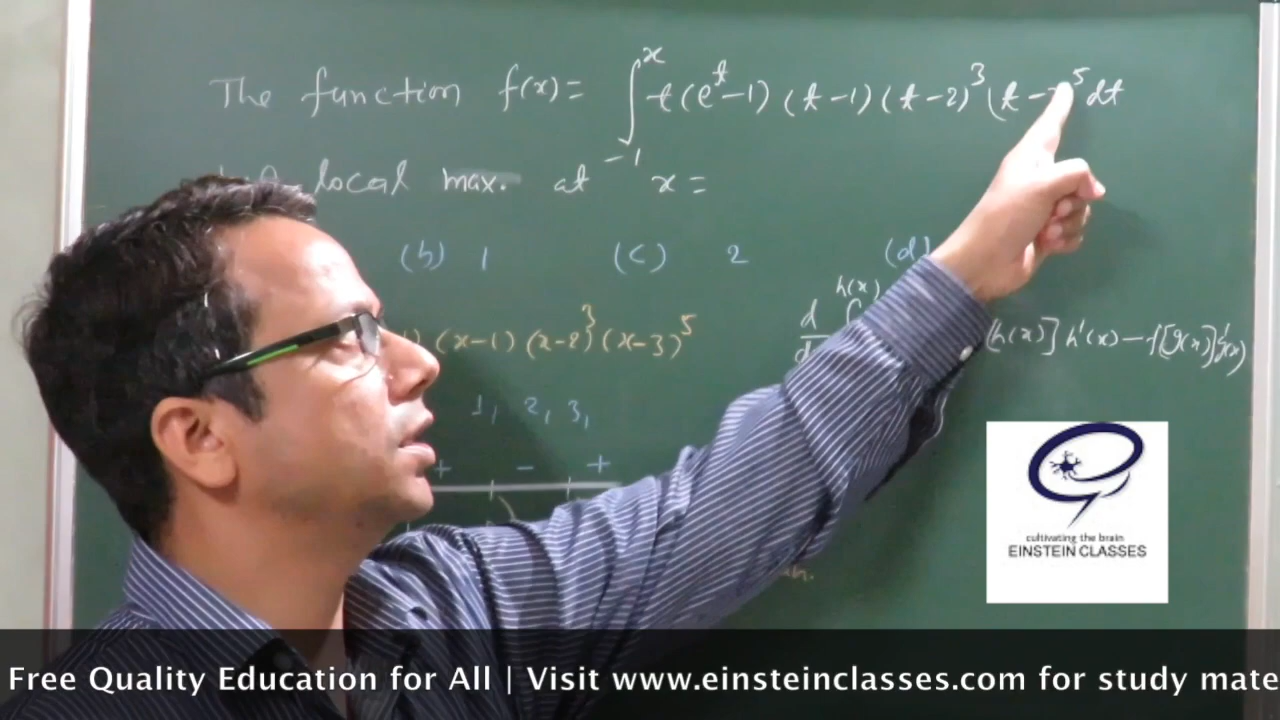 The function f(x) = ∫_{-1}^{x} t(e^t-1) (t-1) (t-2)^3 (t- ^5 dt
local max. at x =
(b) 1 (c) 2 (d)
(x-1) (x-2)^3 (x-3)^5
h(x)
d (h(x)] h'(x) - f[g(x)] g'(x)
1, 2, 3,
+ - +
cultivating the brain
EINSTEIN CLASSES
Free Quality Education for All | Visit www.einsteinclasses.com for study mate